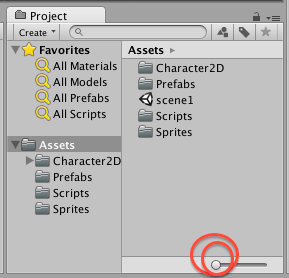 Project
Create
Favorites
All Materials
All Models
All Prefabs
All Scripts
Assets
Character2D
Prefabs
Scripts
Sprites
Assets
Character2D
Prefabs
scene1
Scripts
Sprites